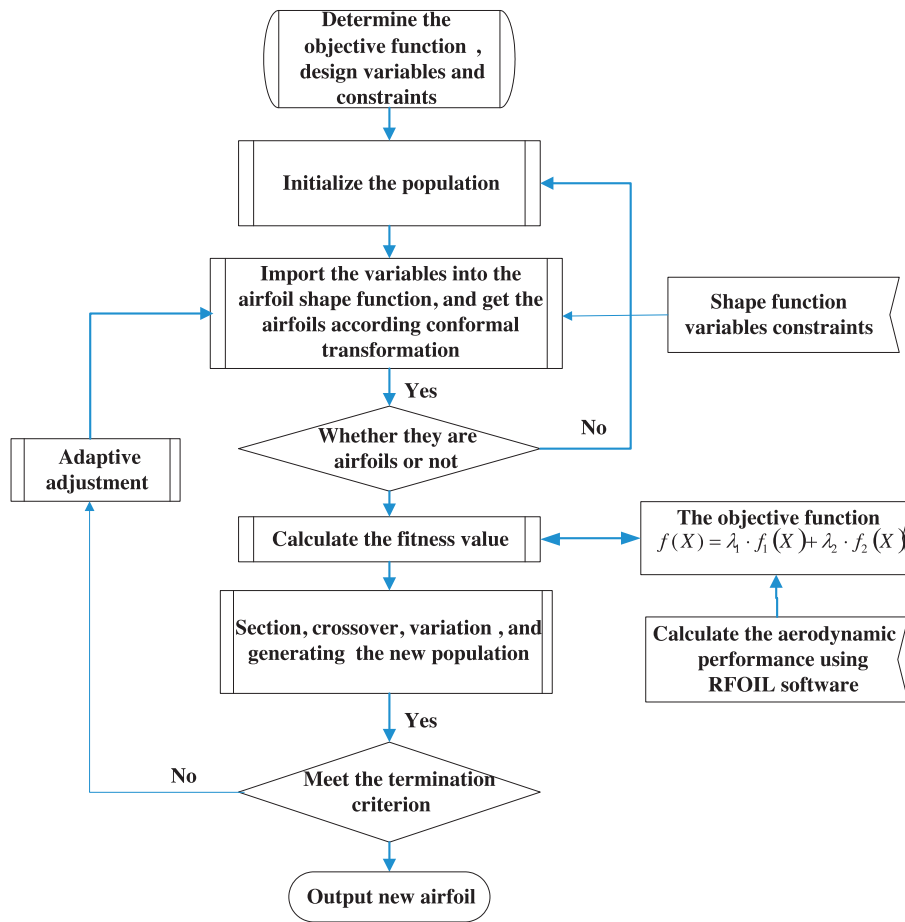 Determine the
objective function ,
design variables and
constraints
Initialize the population
Import the variables into the
airfoil shape function, and get the
airfoils according conformal
transformation
Shape function
variables constraints
Yes
Whether they are
airfoils or not
No
Adaptive
adjustment
Calculate the fitness value
The objective function
f(X) = λ₁ · f₁(X) + λ₂ · f₂(X)
Section, crossover, variation , and
generating the new population
Calculate the aerodynamic
performance using
RFOIL software
Yes
No
Meet the termination
criterion
Output new airfoil